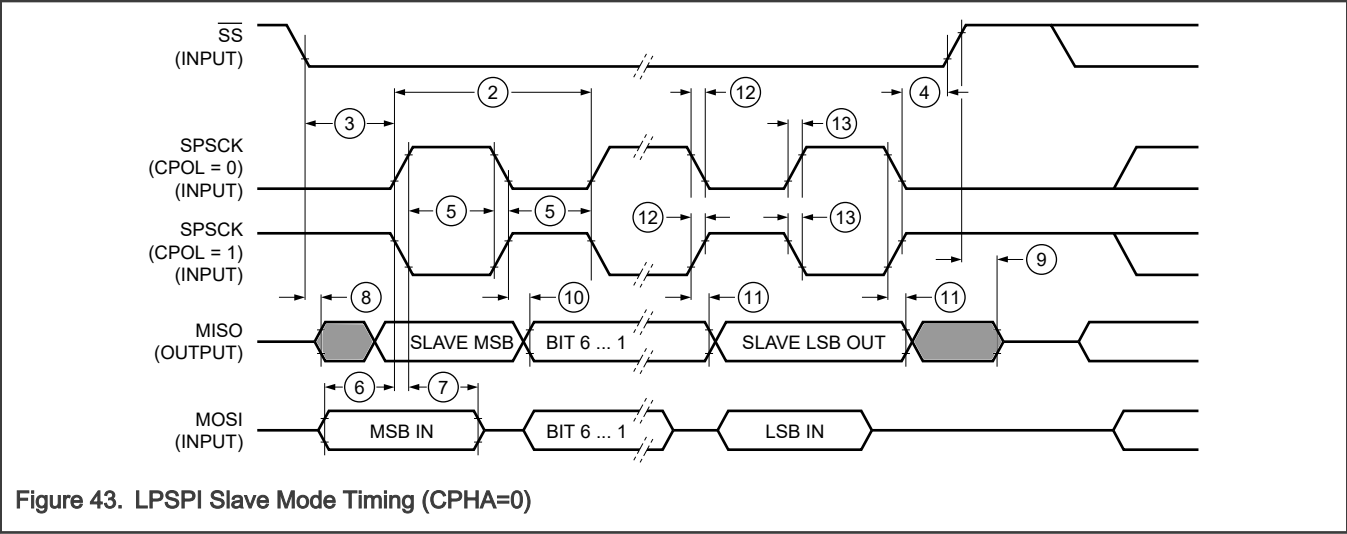 SS
(INPUT)
2
12
4
3
13
SPSCK
(CPOL = 0)
(INPUT)
5
5
12
13
SPSCK
(CPOL = 1)
(INPUT)
9
8
10
11
11
MISO
(OUTPUT)
SLAVE MSB
BIT 6 ... 1
SLAVE LSB OUT
6
7
MOSI
(INPUT)
MSB IN
BIT 6 ... 1
LSB IN
Figure 43. LPSPI Slave Mode Timing (CPHA=0)